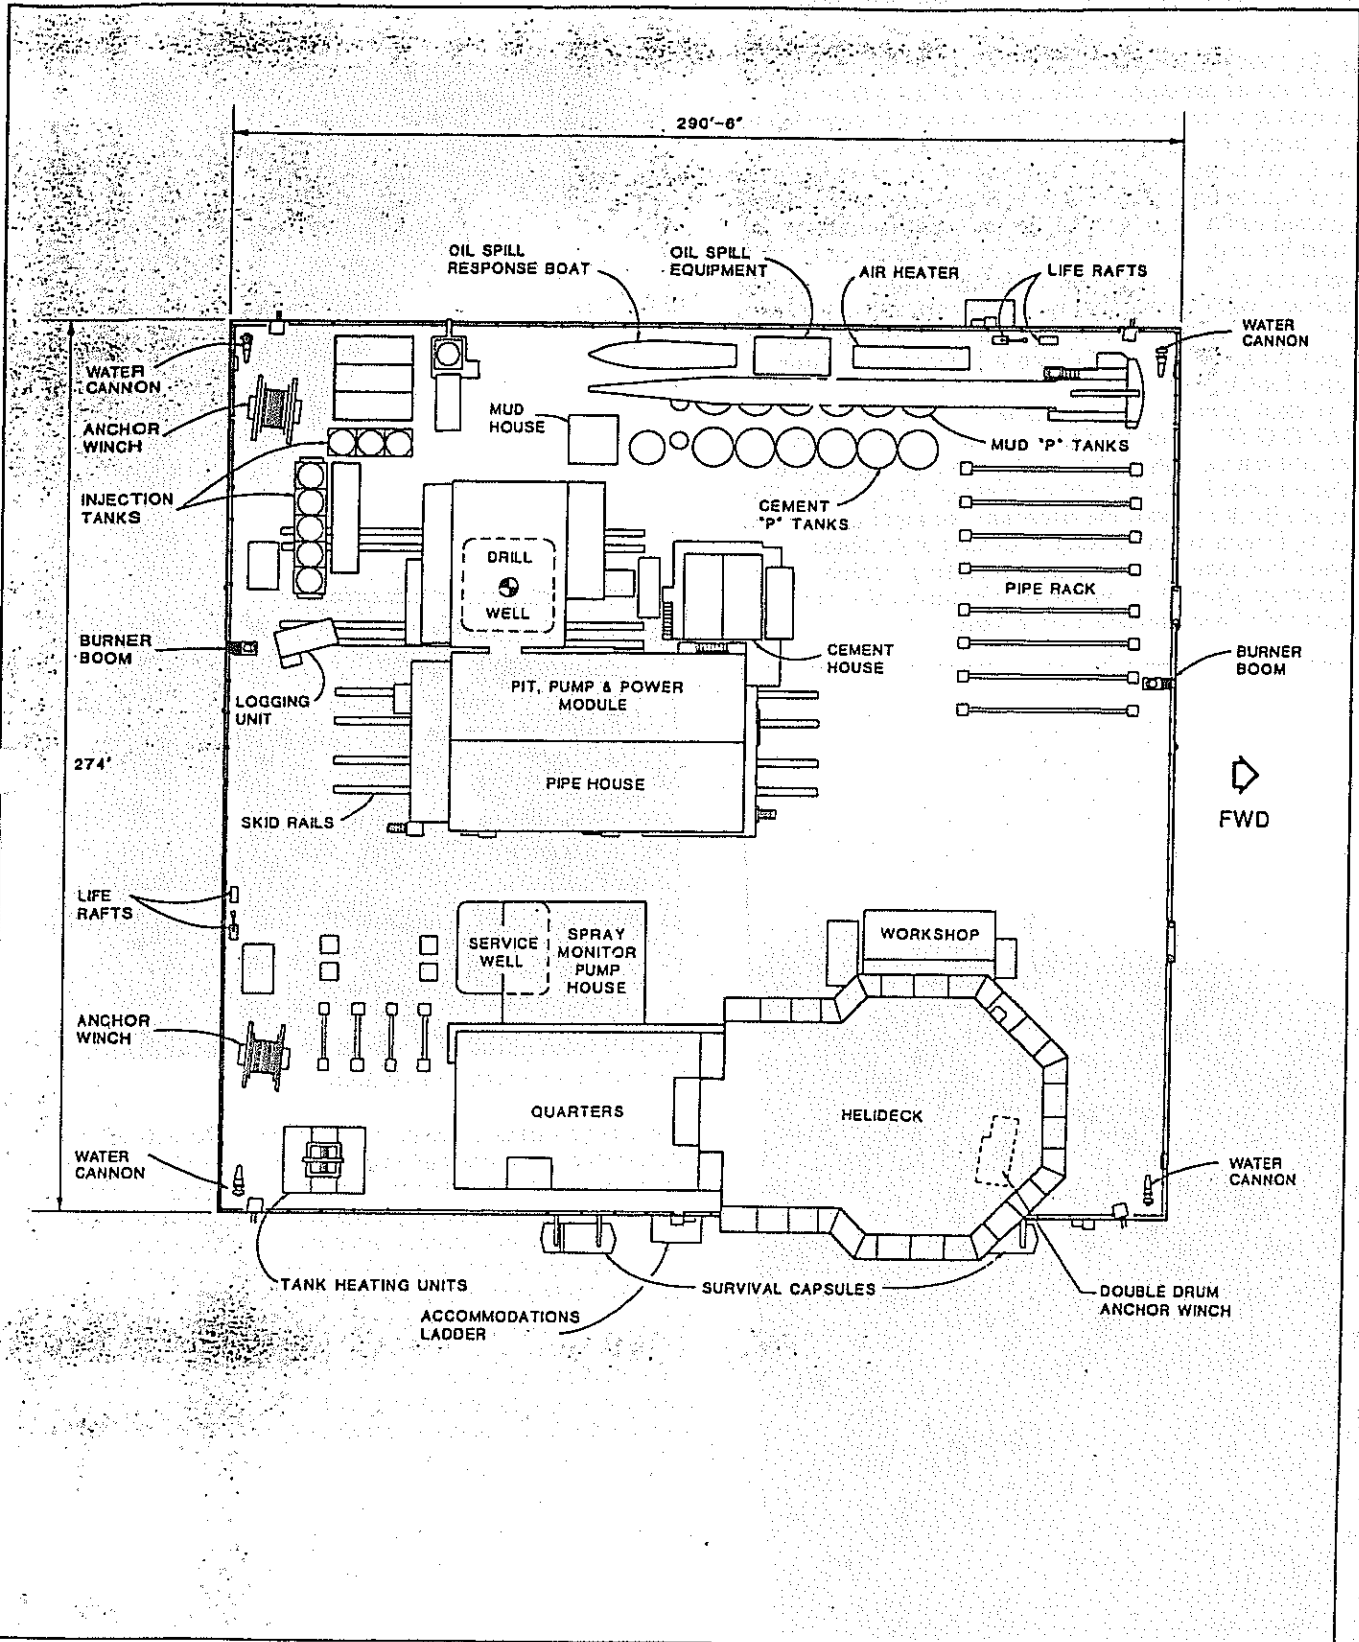 290'-6"
OIL SPILL
RESPONSE BOAT
OIL SPILL
EQUIPMENT
AIR HEATER
LIFE RAFTS
WATER
CANNON
WATER
CANNON
ANCHOR
WINCH
MUD
HOUSE
MUD "P" TANKS
INJECTION
TANKS
CEMENT
"P" TANKS
DRILL
WELL
PIPE RACK
BURNER
BOOM
CEMENT
HOUSE
BURNER
BOOM
LOGGING
UNIT
PIT, PUMP & POWER
MODULE
274'
PIPE HOUSE
SKID RAILS
FWD
LIFE
RAFTS
SERVICE
WELL
SPRAY
MONITOR
PUMP
HOUSE
WORKSHOP
ANCHOR
WINCH
QUARTERS
HELIDECK
WATER
CANNON
WATER
CANNON
TANK HEATING UNITS
SURVIVAL CAPSULES
DOUBLE DRUM
ANCHOR WINCH
ACCOMMODATIONS
LADDER